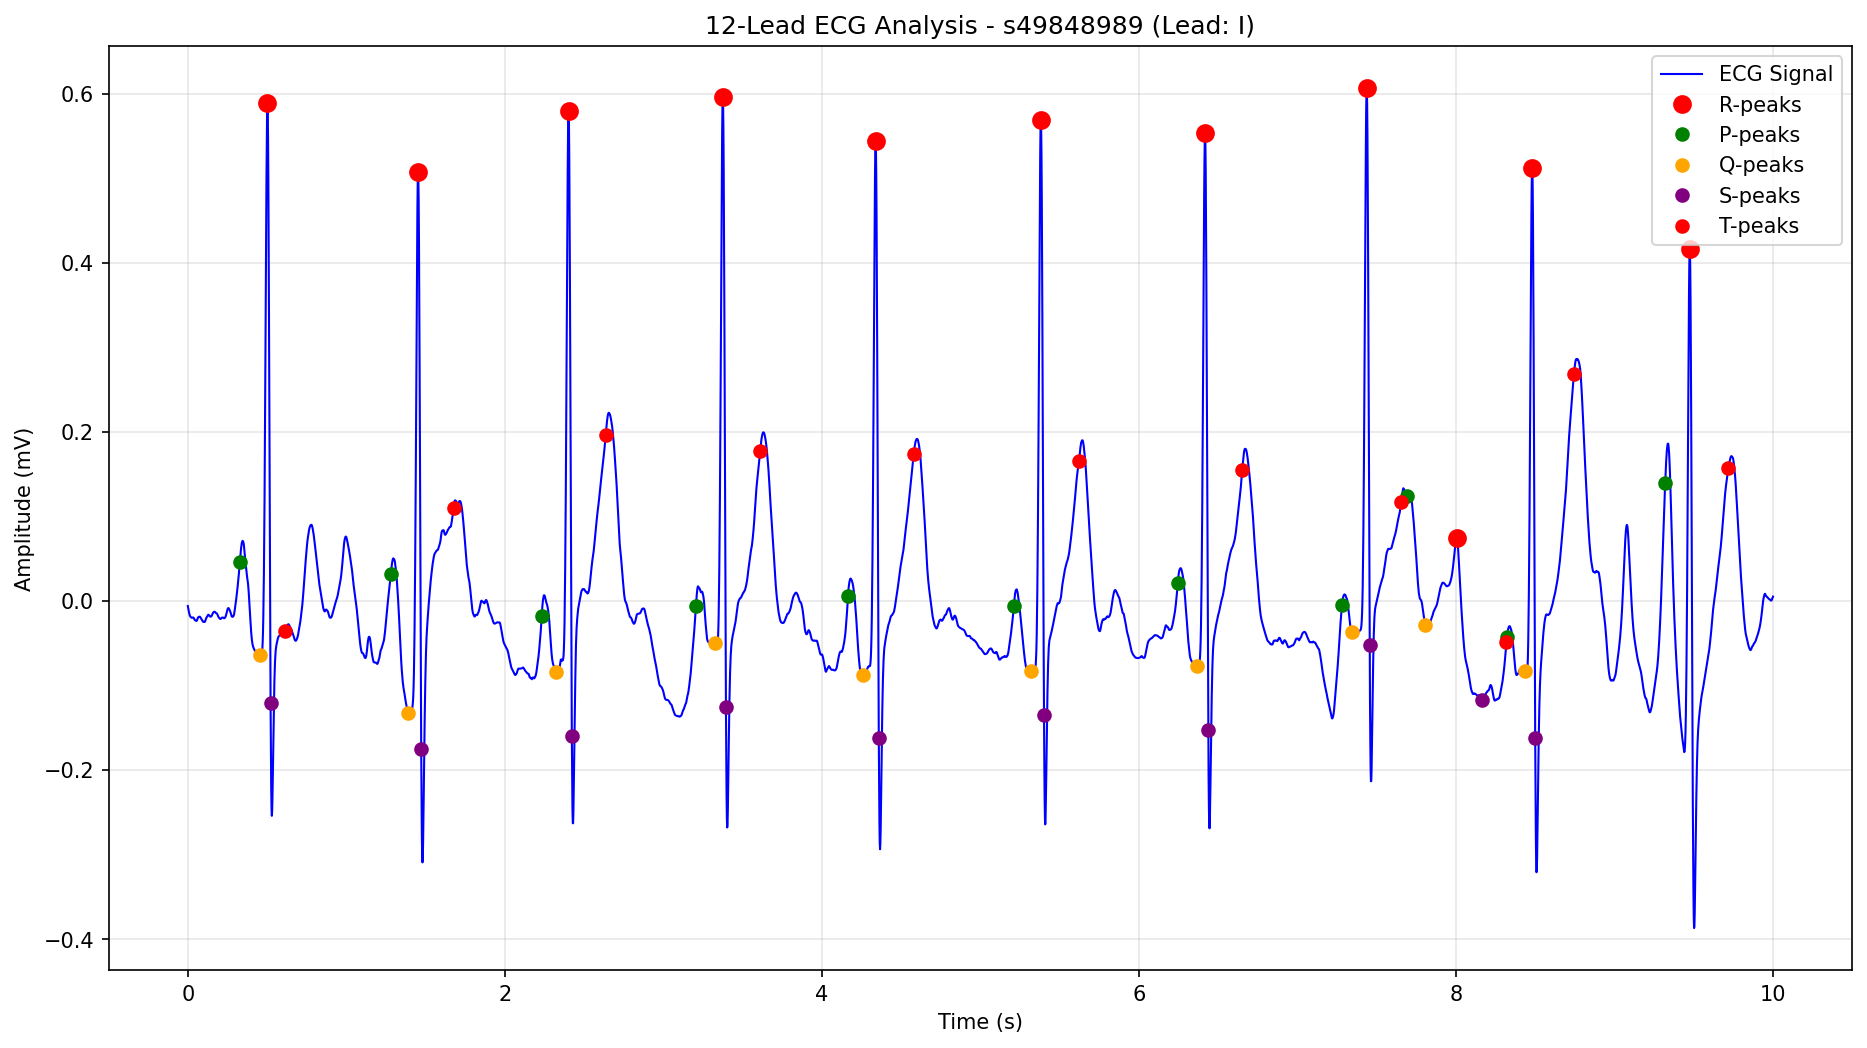 12-Lead ECG Analysis - s49848989 (Lead: I)
ECG Signal
R-peaks
P-peaks
Q-peaks
S-peaks
T-peaks
Amplitude (mV)
0.6
0.4
0.2
0.0
−0.2
−0.4
0
2
4
6
8
10
Time (s)